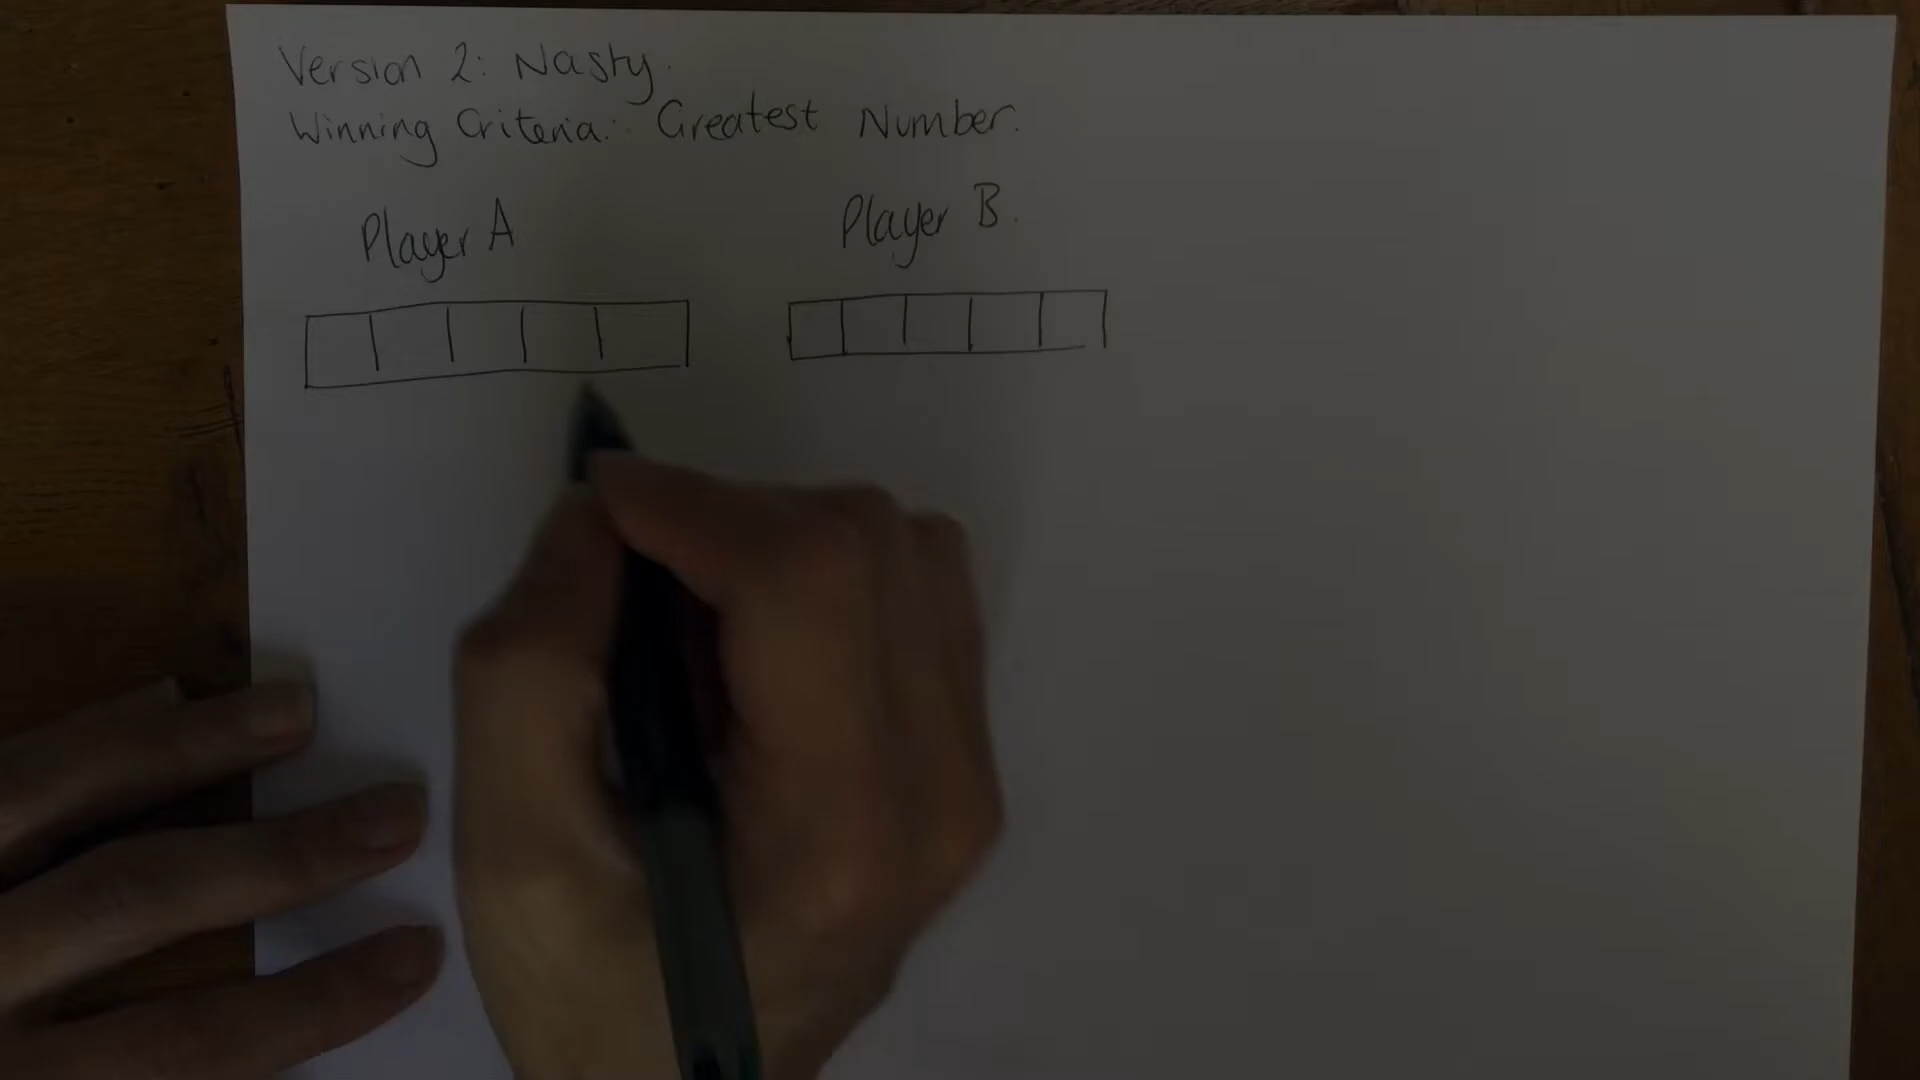 Version 2: Nasty.
Winning Criteria: Greatest Number.
Player A
Player B.